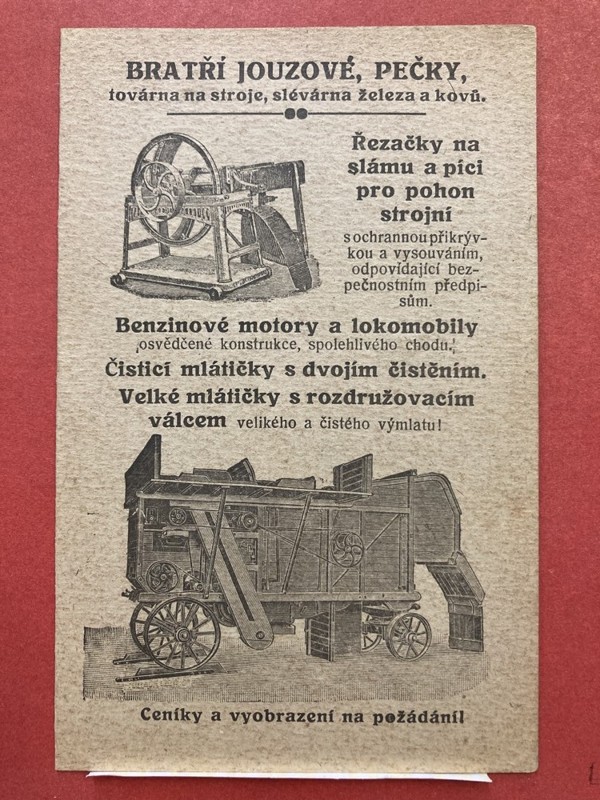 BRATŘÍ JOUZOVÉ, PEČKY,
továrna na stroje, slévárna železa a kovů.
Řezačky na
slámu a píci
pro pohon
strojní
s ochrannou přikrýv-
kou a vysouváním,
odpovídající bez-
pečnostním předpi-
sům.
Benzinové motory a lokomobily
„osvědčené konstrukce, spolehlivého chodu.”
Čisticí mlátičky s dvojím čistěním.
Velké mlátičky s rozdružovacím
válcem velikého a čistého výmlatu!
Ceníky a vyobrazení na požádání!